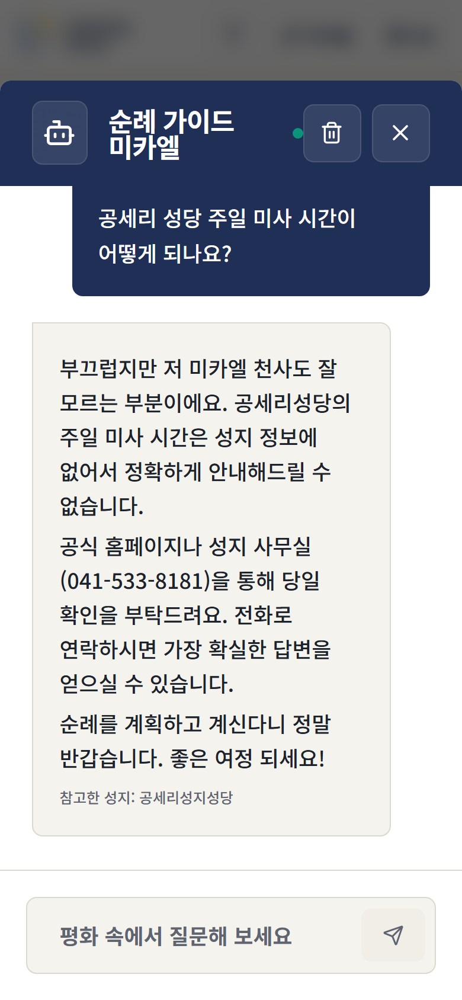 순례 가이드
미카엘
공세리 성당 주일 미사 시간이
어떻게 되나요?
부끄럽지만 저 미카엘 천사도 잘
모르는 부분이에요. 공세리성당의
주일 미사 시간은 성지 정보에
없어서 정확하게 안내해드릴 수
없습니다.
공식 홈페이지나 성지 사무실
(041-533-8181)을 통해 당일
확인을 부탁드려요. 전화로
연락하시면 가장 확실한 답변을
얻으실 수 있습니다.
순례를 계획하고 계신다니 정말
반갑습니다. 좋은 여정 되세요!
참고한 성지: 공세리성지성당
평화 속에서 질문해 보세요